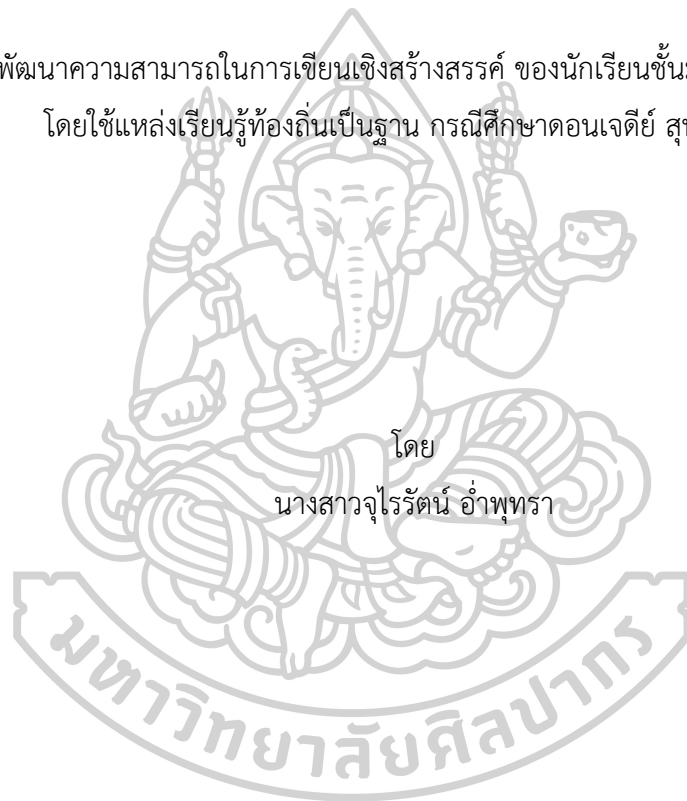 พัฒนาความสามารถในการเขียนเชิงสร้างสรรค์ ของนักเรียนชั้น
โดยใช้แหล่งเรียนรู้ท้องถิ่นเป็นฐาน กรณีศึกษาดอนเจดีย์
โดย
นางสาวจุไรรัตน์ อ่ำพุทรา
มหาวิทยาลัยศิลปากร